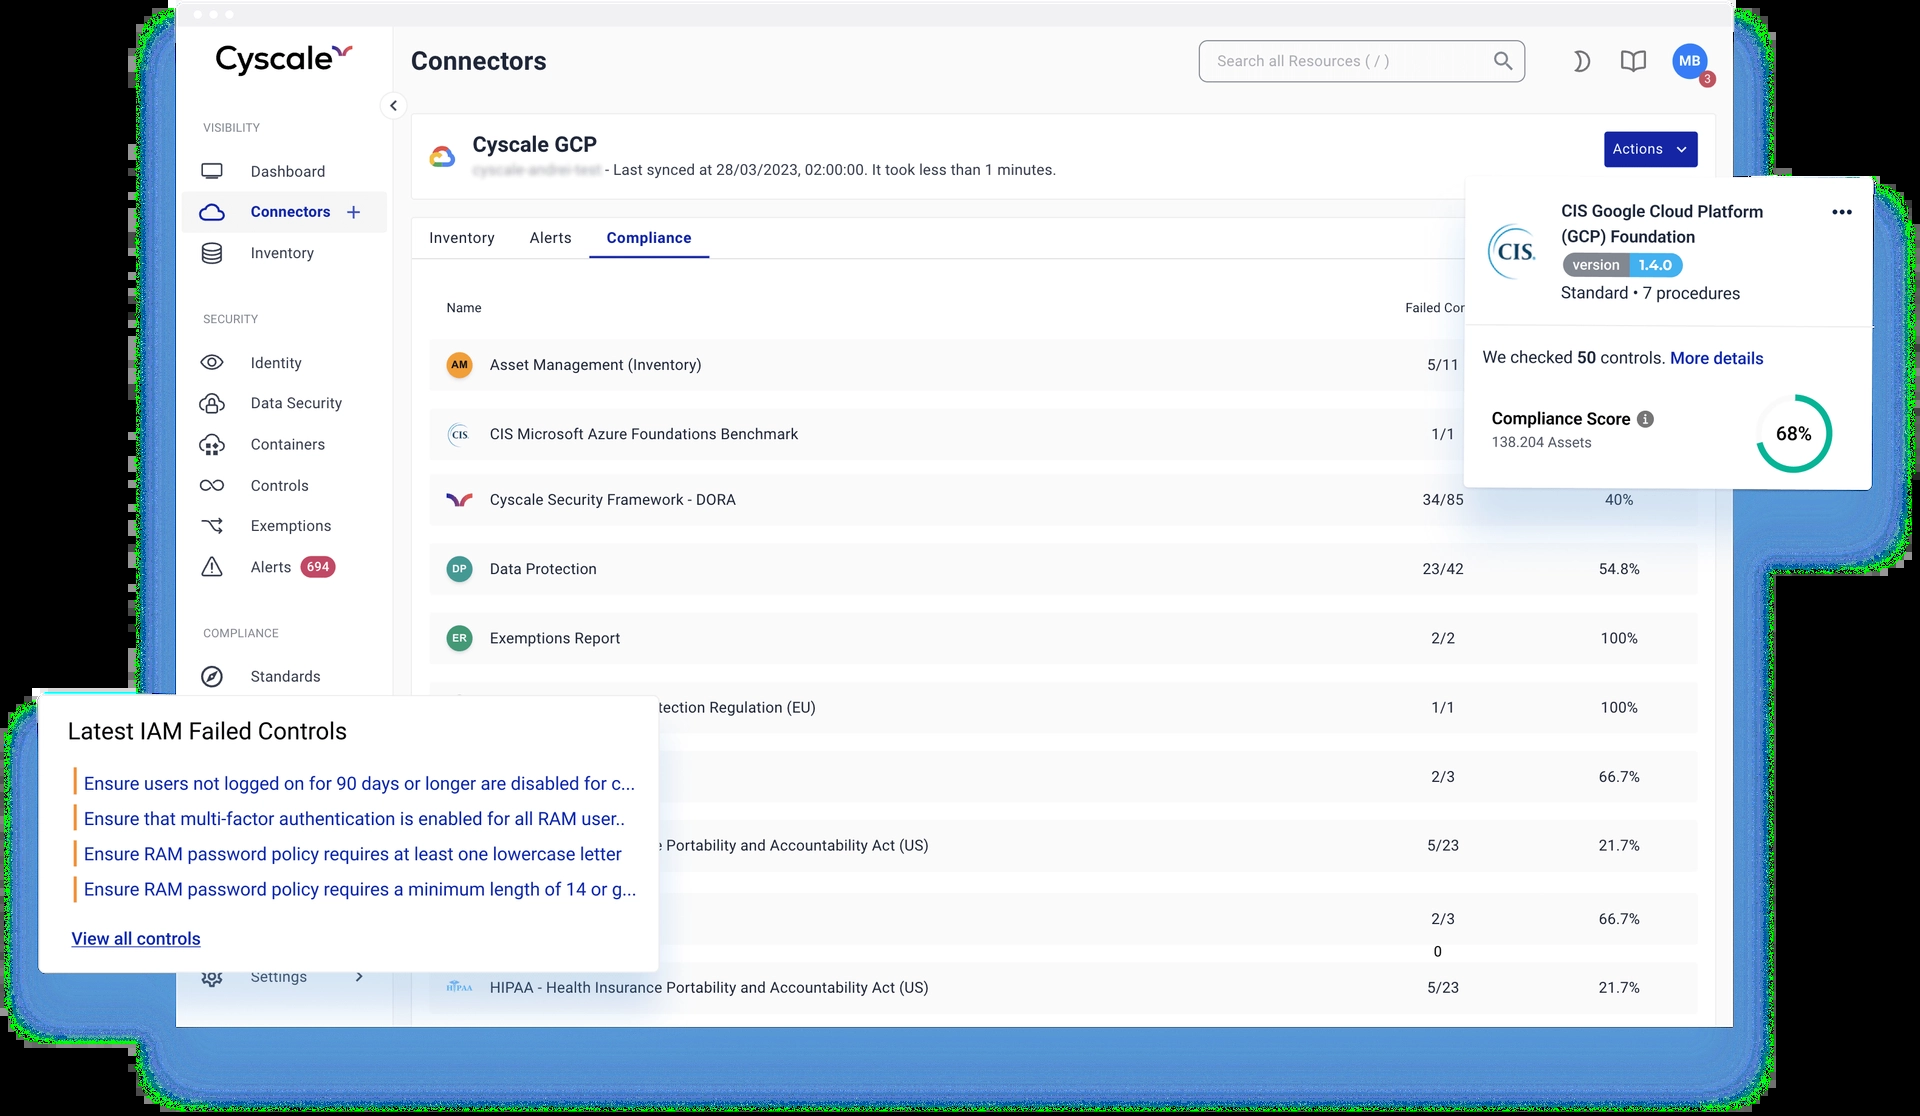 Cyscale
Connectors
Search all Resources ( / )
MB
3
VISIBILITY
Dashboard
Connectors +
Inventory
SECURITY
Identity
Data Security
Containers
Controls
Exemptions
Alerts 694
COMPLIANCE
Standards
Settings
Cyscale GCP
- Last synced at 28/03/2023, 02:00:00. It took less than 1 minutes.
Actions
Inventory Alerts Compliance
Name Failed Cor
AM Asset Management (Inventory) 5/11
CIS. CIS Microsoft Azure Foundations Benchmark 1/1
Cyscale Security Framework - DORA 34/85 40%
DP Data Protection 23/42 54.8%
ER Exemptions Report 2/2 100%
tection Regulation (EU) 1/1 100%
2/3 66.7%
e Portability and Accountability Act (US) 5/23 21.7%
2/3 66.7%
0
HIPAA HIPAA - Health Insurance Portability and Accountability Act (US) 5/23 21.7%
CIS.
CIS Google Cloud Platform
(GCP) Foundation
version 1.4.0
Standard • 7 procedures
We checked 50 controls. More details
Compliance Score
138.204 Assets
68%
Latest IAM Failed Controls
Ensure users not logged on for 90 days or longer are disabled for c...
Ensure that multi-factor authentication is enabled for all RAM user..
Ensure RAM password policy requires at least one lowercase letter
Ensure RAM password policy requires a minimum length of 14 or g...
View all controls